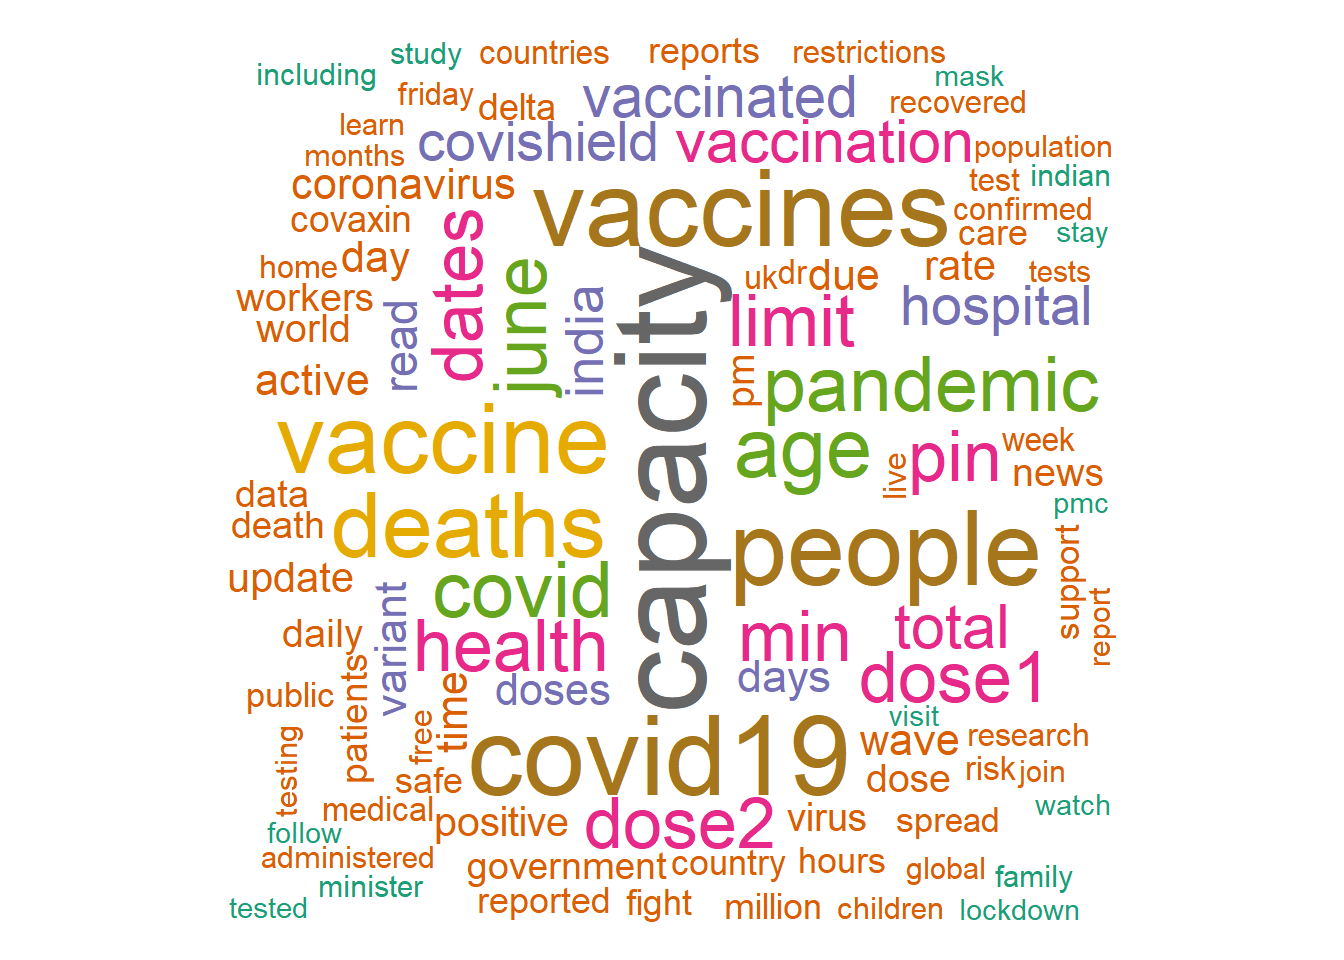 study
countries
reports
restrictions
including
mask
friday
delta
vaccinated
recovered
learn
covishield
vaccination
population
months
coronavirus
vaccines
test
indian
covaxin
dates
confirmed
care
stay
home
day
june
india
capacity
uk
dr
due
rate
tests
workers
world
read
limit
hospital
active
pm
pandemic
vaccine
age
live
pin
week
news
data
death
deaths
people
pmc
update
covid
support
report
daily
variant
health
min
total
public
patients
doses
days
dose1
testing
free
time
covid19
visit
wave
research
safe
dose
risk
join
medical
positive
dose2
virus
spread
watch
follow
administered
government
country
hours
global
family
minister
tested
reported
fight
million
children
lockdown